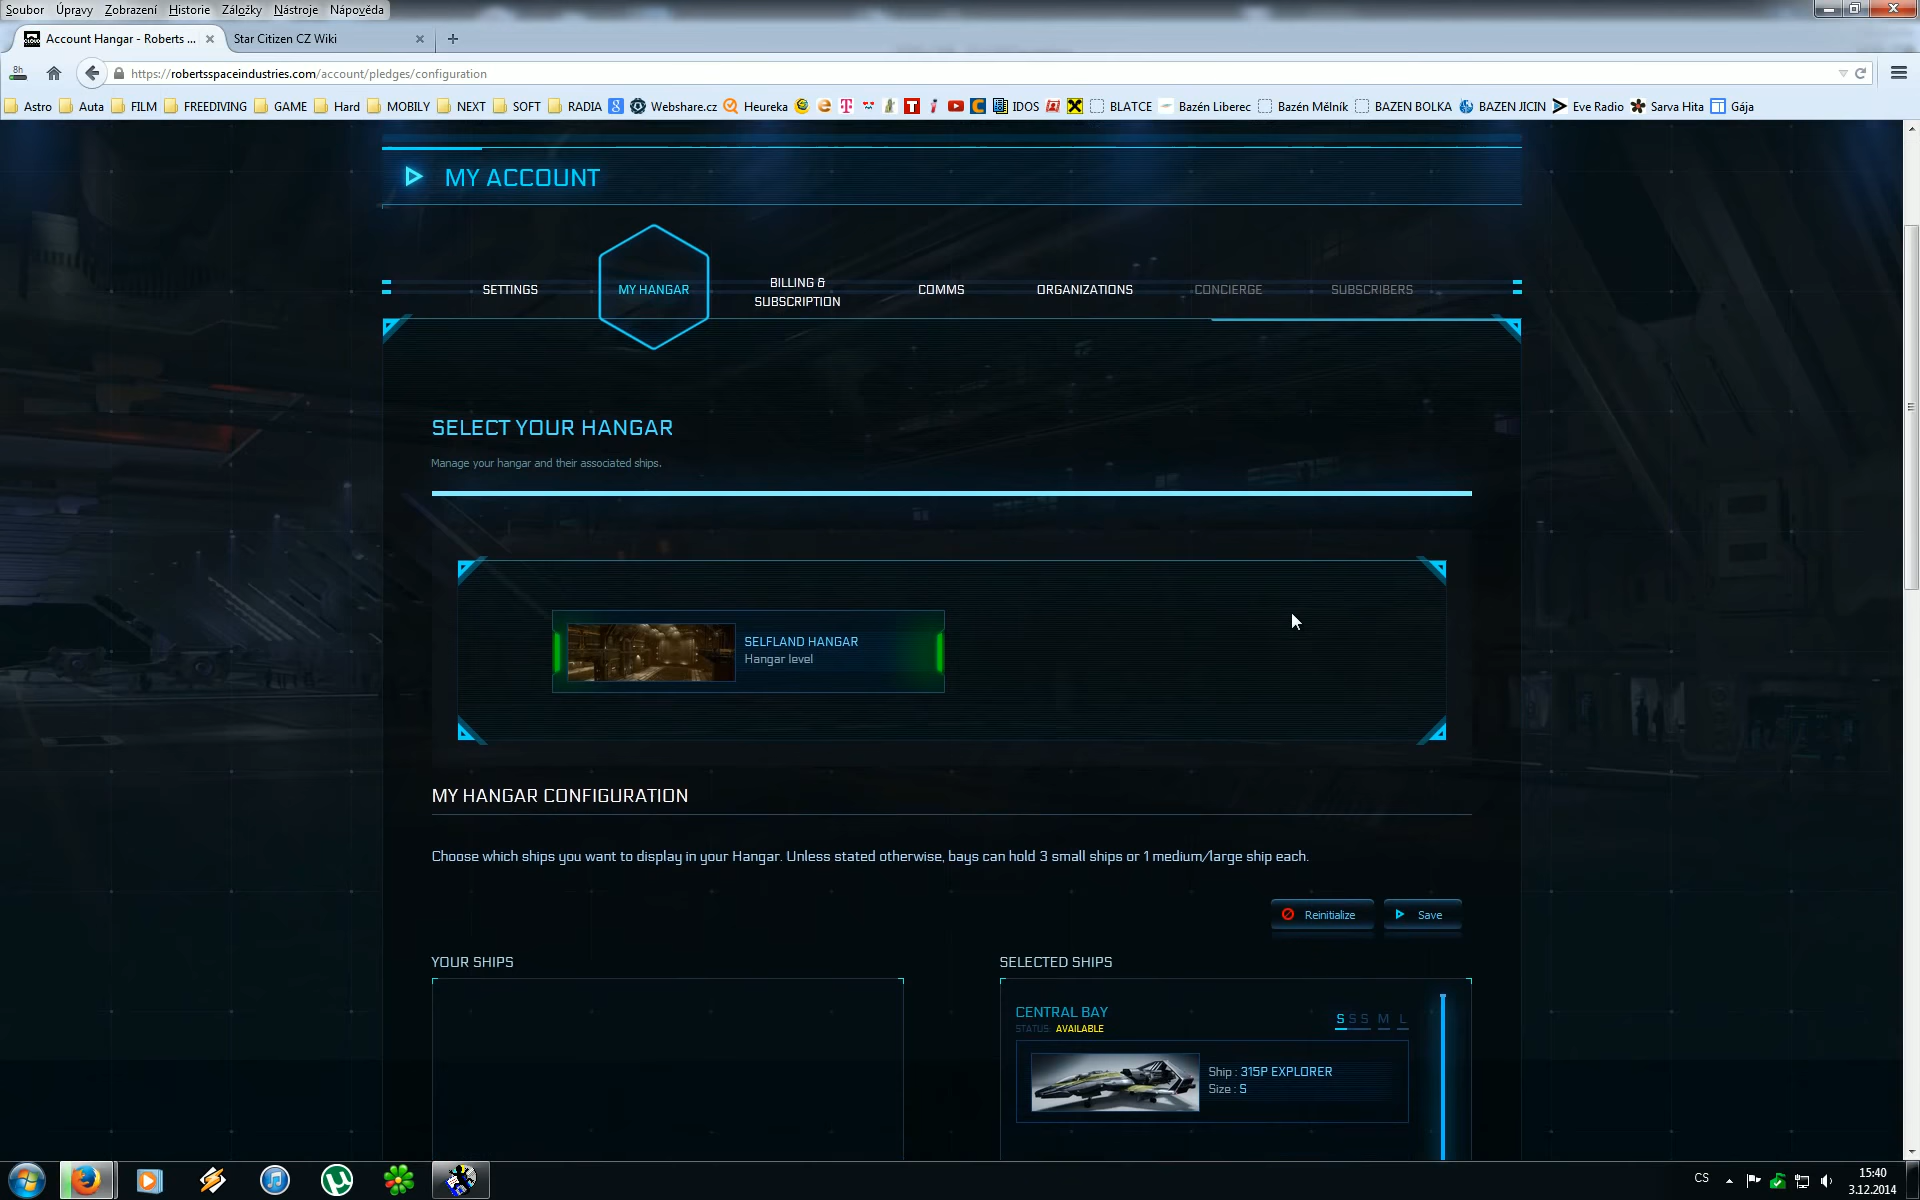 Soubor Úpravy Zobrazení Historie Záložky Nástroje Nápověda
Account Hangar - Roberts ... Star Citizen CZ Wiki
8h https://robertsspaceindustries.com/account/pledges/configuration
Astro Auta FILM FREEDIVING GAME Hard MOBILY NEXT SOFT RADIA Webshare.cz Heureka IDOS BLATCE Bazén Liberec Bazén Mělník BAZEN BOLKA BAZEN JICIN Eve Radio Sarva Hita Gája
MY ACCOUNT
SETTINGS MY HANGAR BILLING & SUBSCRIPTION COMMS ORGANIZATIONS CONCIERGE SUBSCRIBERS
SELECT YOUR HANGAR
Manage your hangar and their associated ships.
SELFLAND HANGAR
Hangar level
MY HANGAR CONFIGURATION
Choose which ships you want to display in your Hangar. Unless stated otherwise, bays can hold 3 small ships or 1 medium/large ship each.
Reinitialize Save
YOUR SHIPS SELECTED SHIPS
CENTRAL BAY S S S M L
STATUS: AVAILABLE
Ship : 315P EXPLORER
Size : S
CS 15:40
3.12.2014